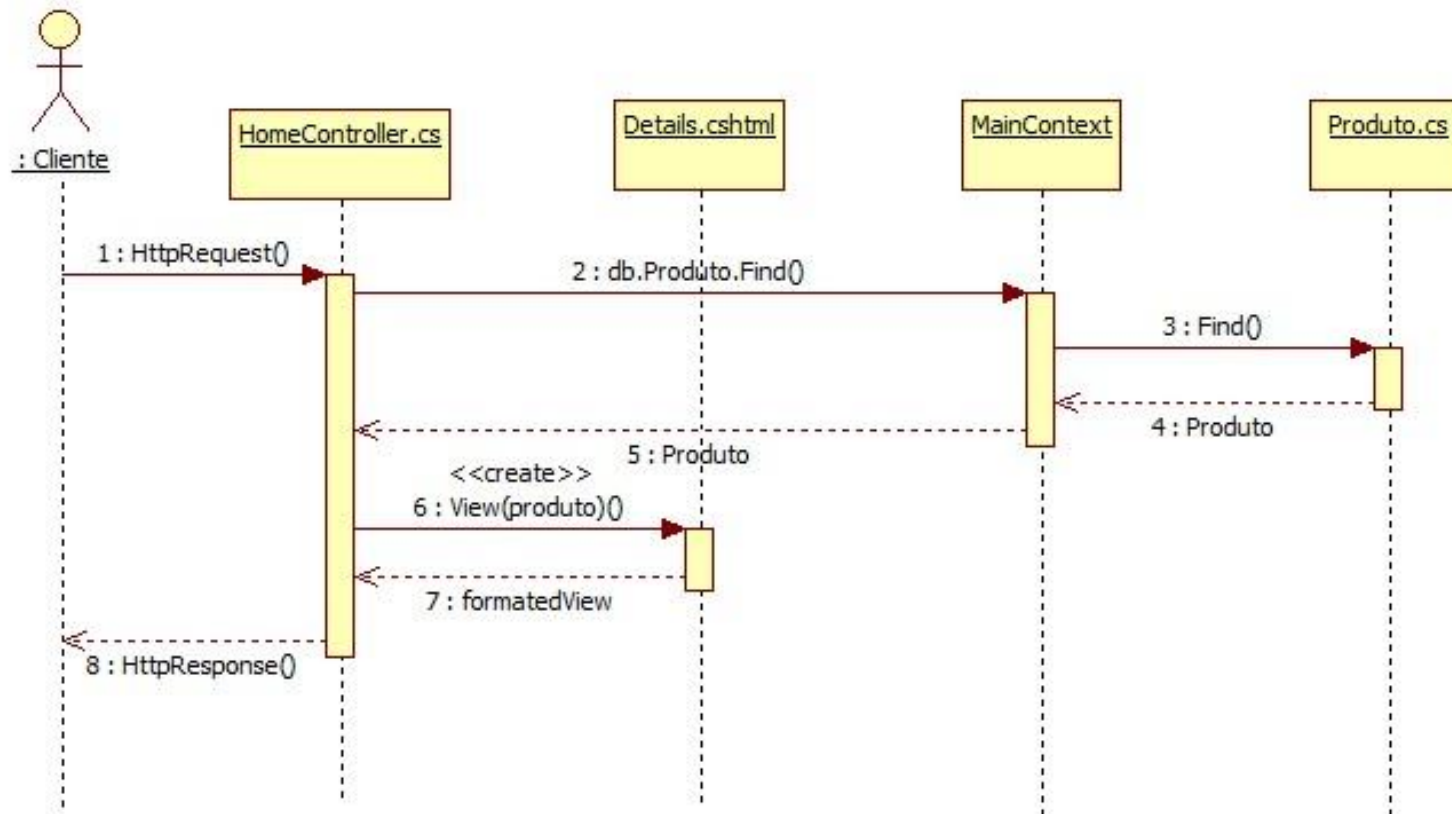 : Cliente
HomeController.cs
Details.cshtml
MainContext
Produto.cs
1 : HttpRequest()
2 : db.Produto.Find()
3 : Find()
4 : Produto
5 : Produto
<<create>>
6 : View(produto)()
7 : formatedView
8 : HttpResponse()